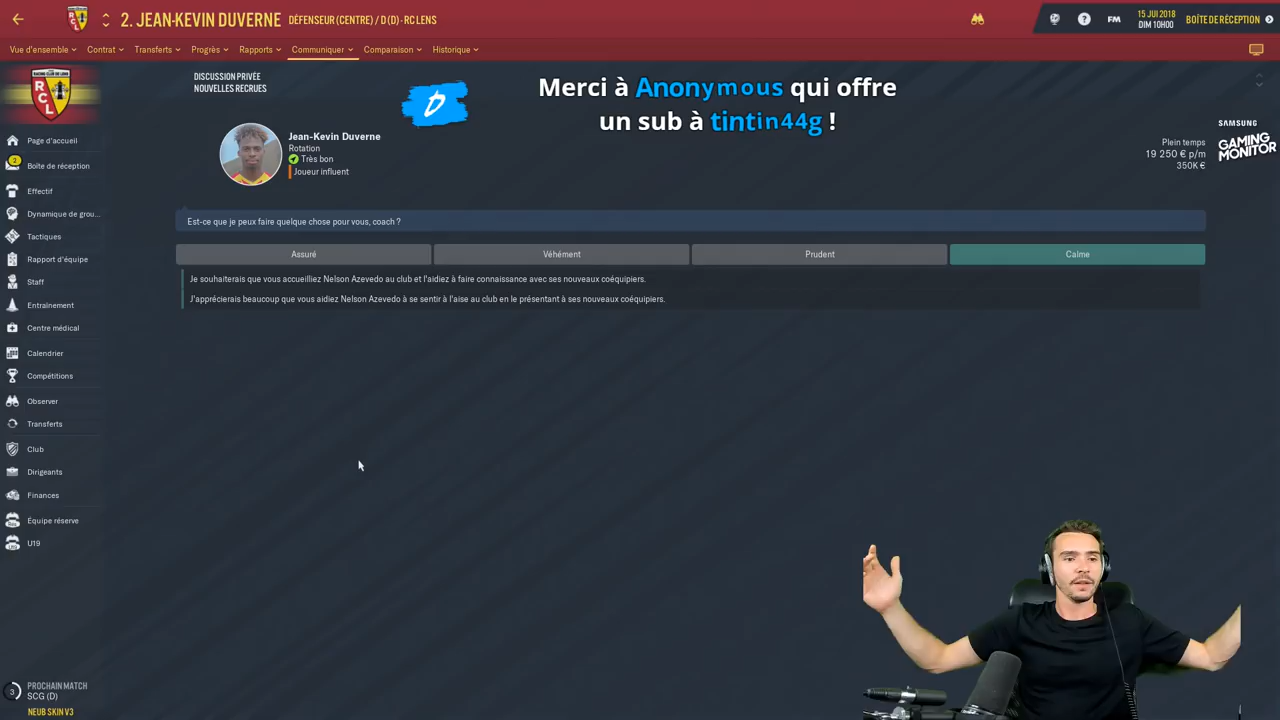 2. JEAN-KEVIN DUVERNE DÉFENSEUR (CENTRE) / D (D) · RC LENS
FM
15 JUI 2018
DIM 10H00
BOÎTE DE RÉCEPTION
Vue d'ensemble
Contrat
Transferts
Progrès
Rapports
Communiquer
Comparaison
Historique
RCL
DISCUSSION PRIVÉE
NOUVELLES RECRUES
Merci à Anonymous qui offre
un sub à tintin44g !
Jean-Kevin Duverne
Rotation
Très bon
Joueur influent
Plein temps
19 250 € p/m
350K €
SAMSUNG
GAMING
MONITOR
Est-ce que je peux faire quelque chose pour vous, coach ?
Assuré
Véhément
Prudent
Calme
Je souhaiterais que vous accueilliez Nelson Azevedo au club et l'aidiez à faire connaissance avec ses nouveaux coéquipiers.
J'apprécierais beaucoup que vous aidiez Nelson Azevedo à se sentir à l'aise au club en le présentant à ses nouveaux coéquipiers.
Page d'accueil
2
Boîte de réception
Effectif
Dynamique de grou...
Tactiques
Rapport d'équipe
Staff
Entraînement
Centre médical
Calendrier
Compétitions
Observer
Transferts
Club
Dirigeants
Finances
Équipe réserve
U19
3
PROCHAIN MATCH
SCG (D)
NEUB SKIN V3